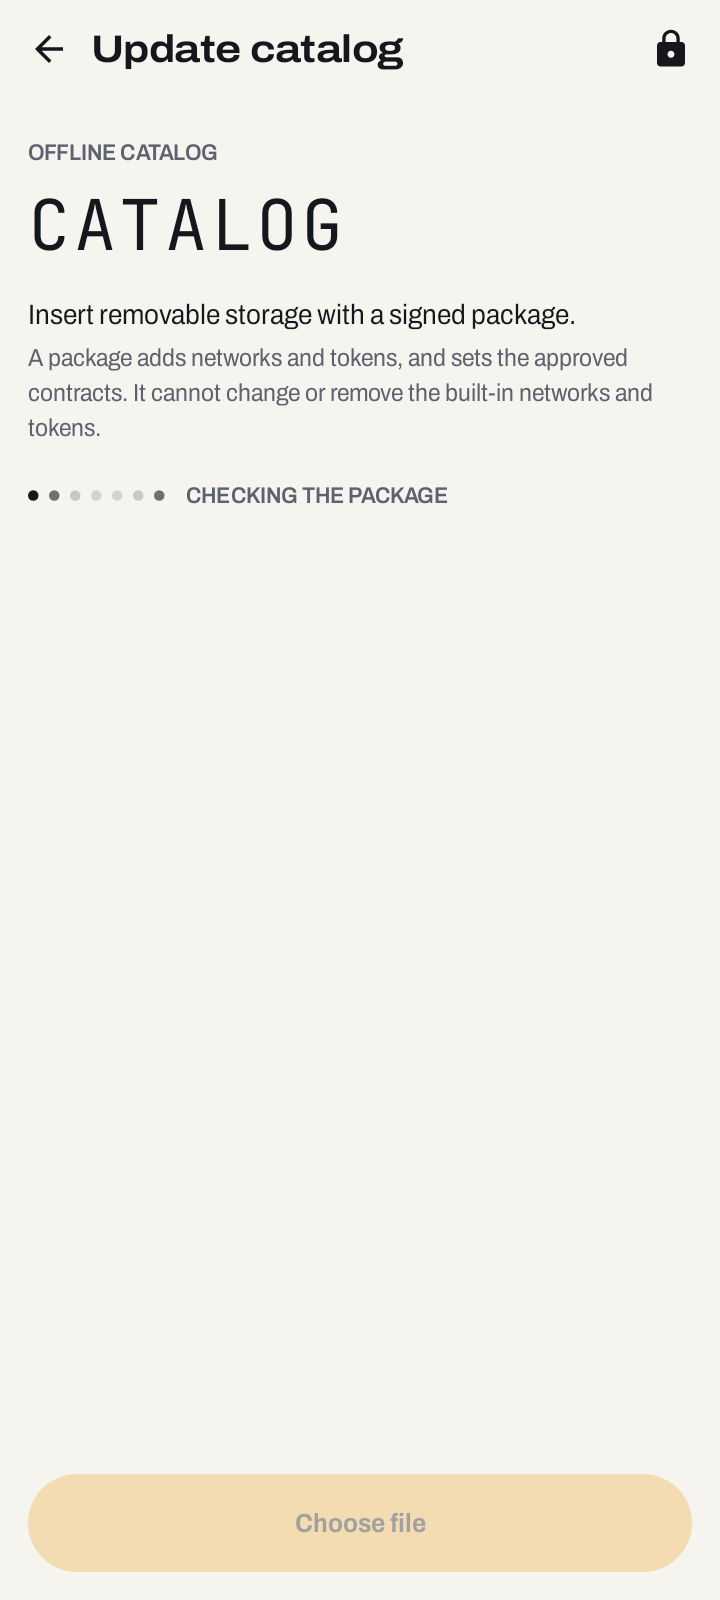 Update catalog
OFFLINE CATALOG
CATALOG
Insert removable storage with a signed package.
A package adds networks and tokens, and sets the approved
contracts. It cannot change or remove the built-in networks and
tokens.
CHECKING THE PACKAGE
Choose file